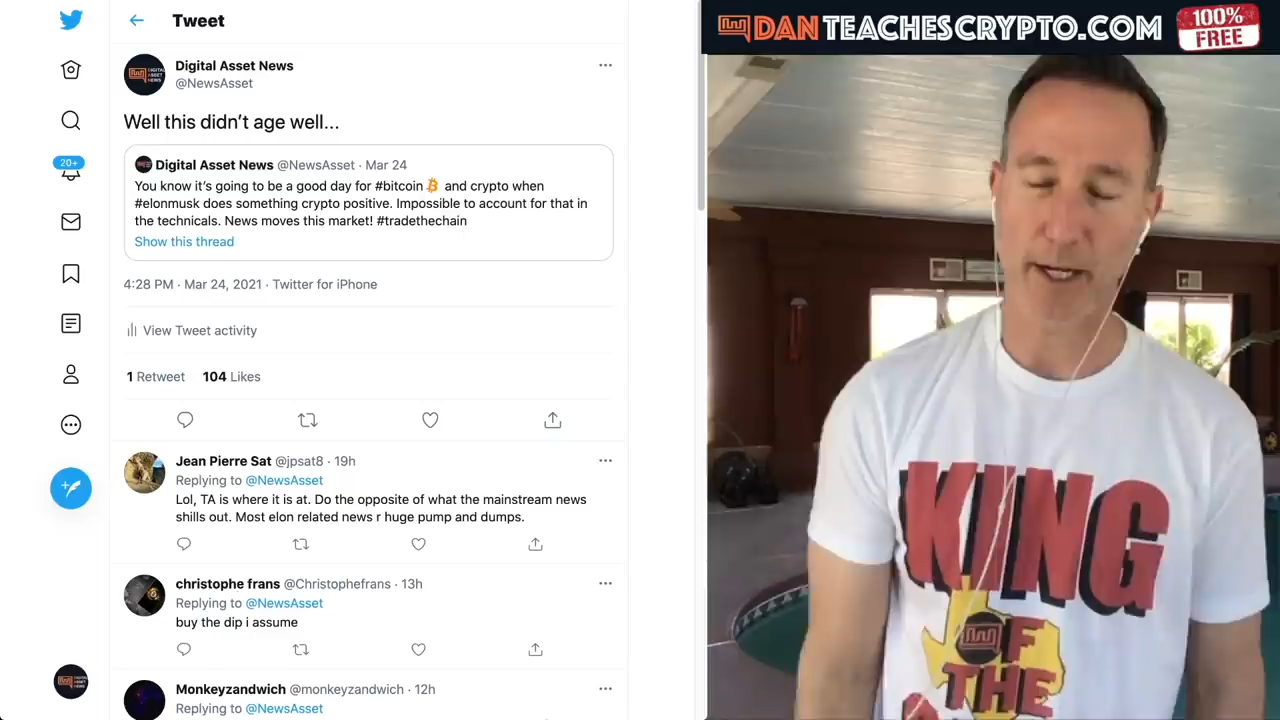 Tweet
Digital Asset News
@NewsAsset
Well this didn’t age well...
Digital Asset News @NewsAsset · Mar 24
You know it’s going to be a good day for #bitcoin and crypto when
#elonmusk does something crypto positive. Impossible to account for that in
the technicals. News moves this market! #tradethechain
Show this thread
4:28 PM · Mar 24, 2021 · Twitter for iPhone
View Tweet activity
1 Retweet 104 Likes
Jean Pierre Sat @jpsat8 · 19h
Replying to @NewsAsset
Lol, TA is where it is at. Do the opposite of what the mainstream news
shills out. Most elon related news r huge pump and dumps.
christophe frans @Christophefrans · 13h
Replying to @NewsAsset
buy the dip i assume
Monkeyzandwich @monkeyzandwich · 12h
Replying to @NewsAsset
20+
DANTEACHESCRYPTO.COM
100%
FREE
KING
OF
THE